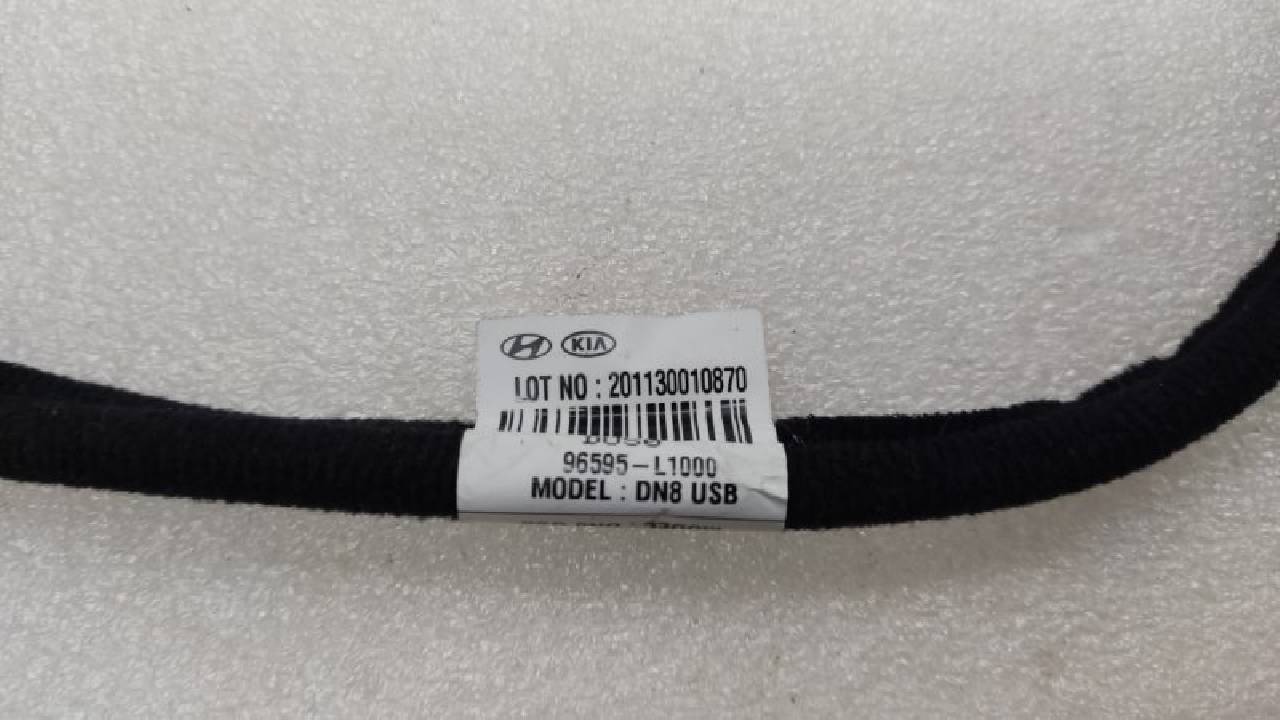 KIA
LOT NO : 201130010870
96595-L1000
MODEL : DN8 USB